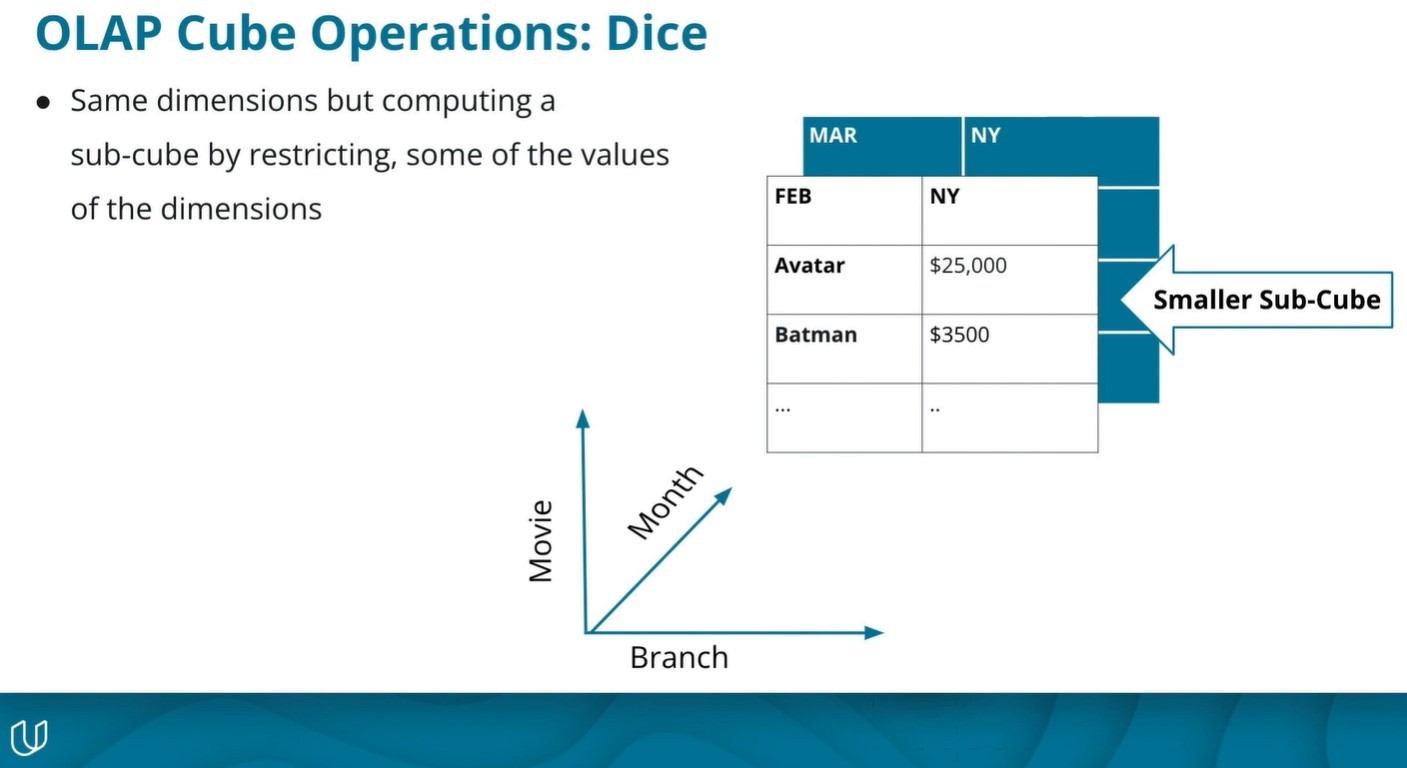 OLAP Cube Operations: Dice
● Same dimensions but computing a
sub-cube by restricting, some of the values
of the dimensions
MAR NY
FEB NY
Avatar $25,000
Batman $3500
... ..
Smaller Sub-Cube
Movie
Month
Branch